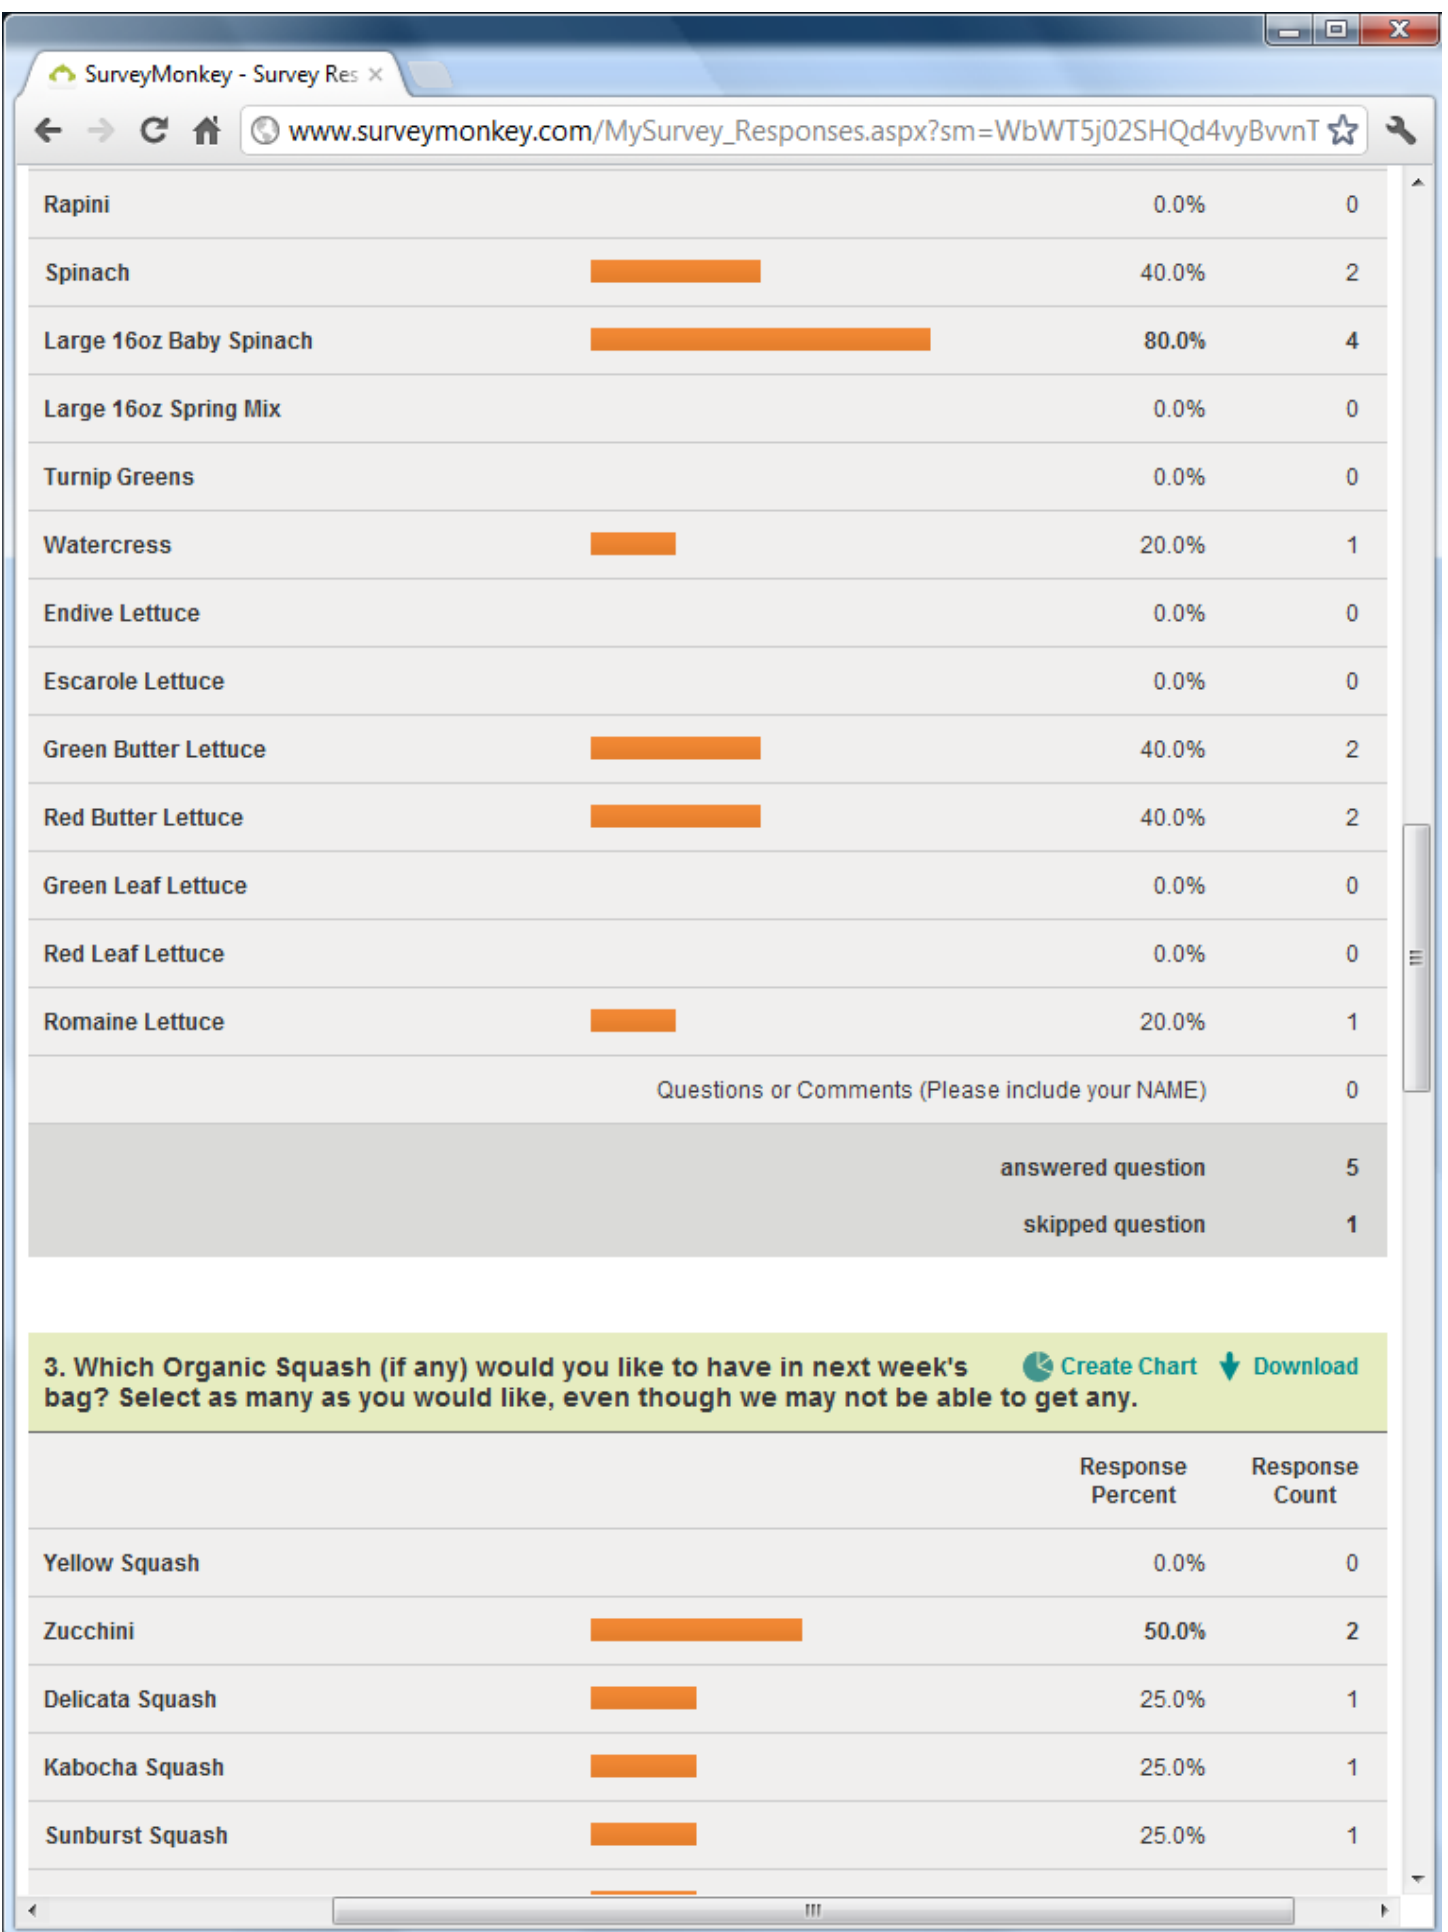 SurveyMonkey - Survey Res
www.surveymonkey.com/MySurvey_Responses.aspx?sm=WbWT5j02SHQd4vyBvvnT
Rapini 0.0% 0
Spinach 40.0% 2
Large 16oz Baby Spinach 80.0% 4
Large 16oz Spring Mix 0.0% 0
Turnip Greens 0.0% 0
Watercress 20.0% 1
Endive Lettuce 0.0% 0
Escarole Lettuce 0.0% 0
Green Butter Lettuce 40.0% 2
Red Butter Lettuce 40.0% 2
Green Leaf Lettuce 0.0% 0
Red Leaf Lettuce 0.0% 0
Romaine Lettuce 20.0% 1
Questions or Comments (Please include your NAME) 0
answered question 5
skipped question 1
3. Which Organic Squash (if any) would you like to have in next week's Create Chart Download
bag? Select as many as you would like, even though we may not be able to get any.
Response Response
Percent Count
Yellow Squash 0.0% 0
Zucchini 50.0% 2
Delicata Squash 25.0% 1
Kabocha Squash 25.0% 1
Sunburst Squash 25.0% 1